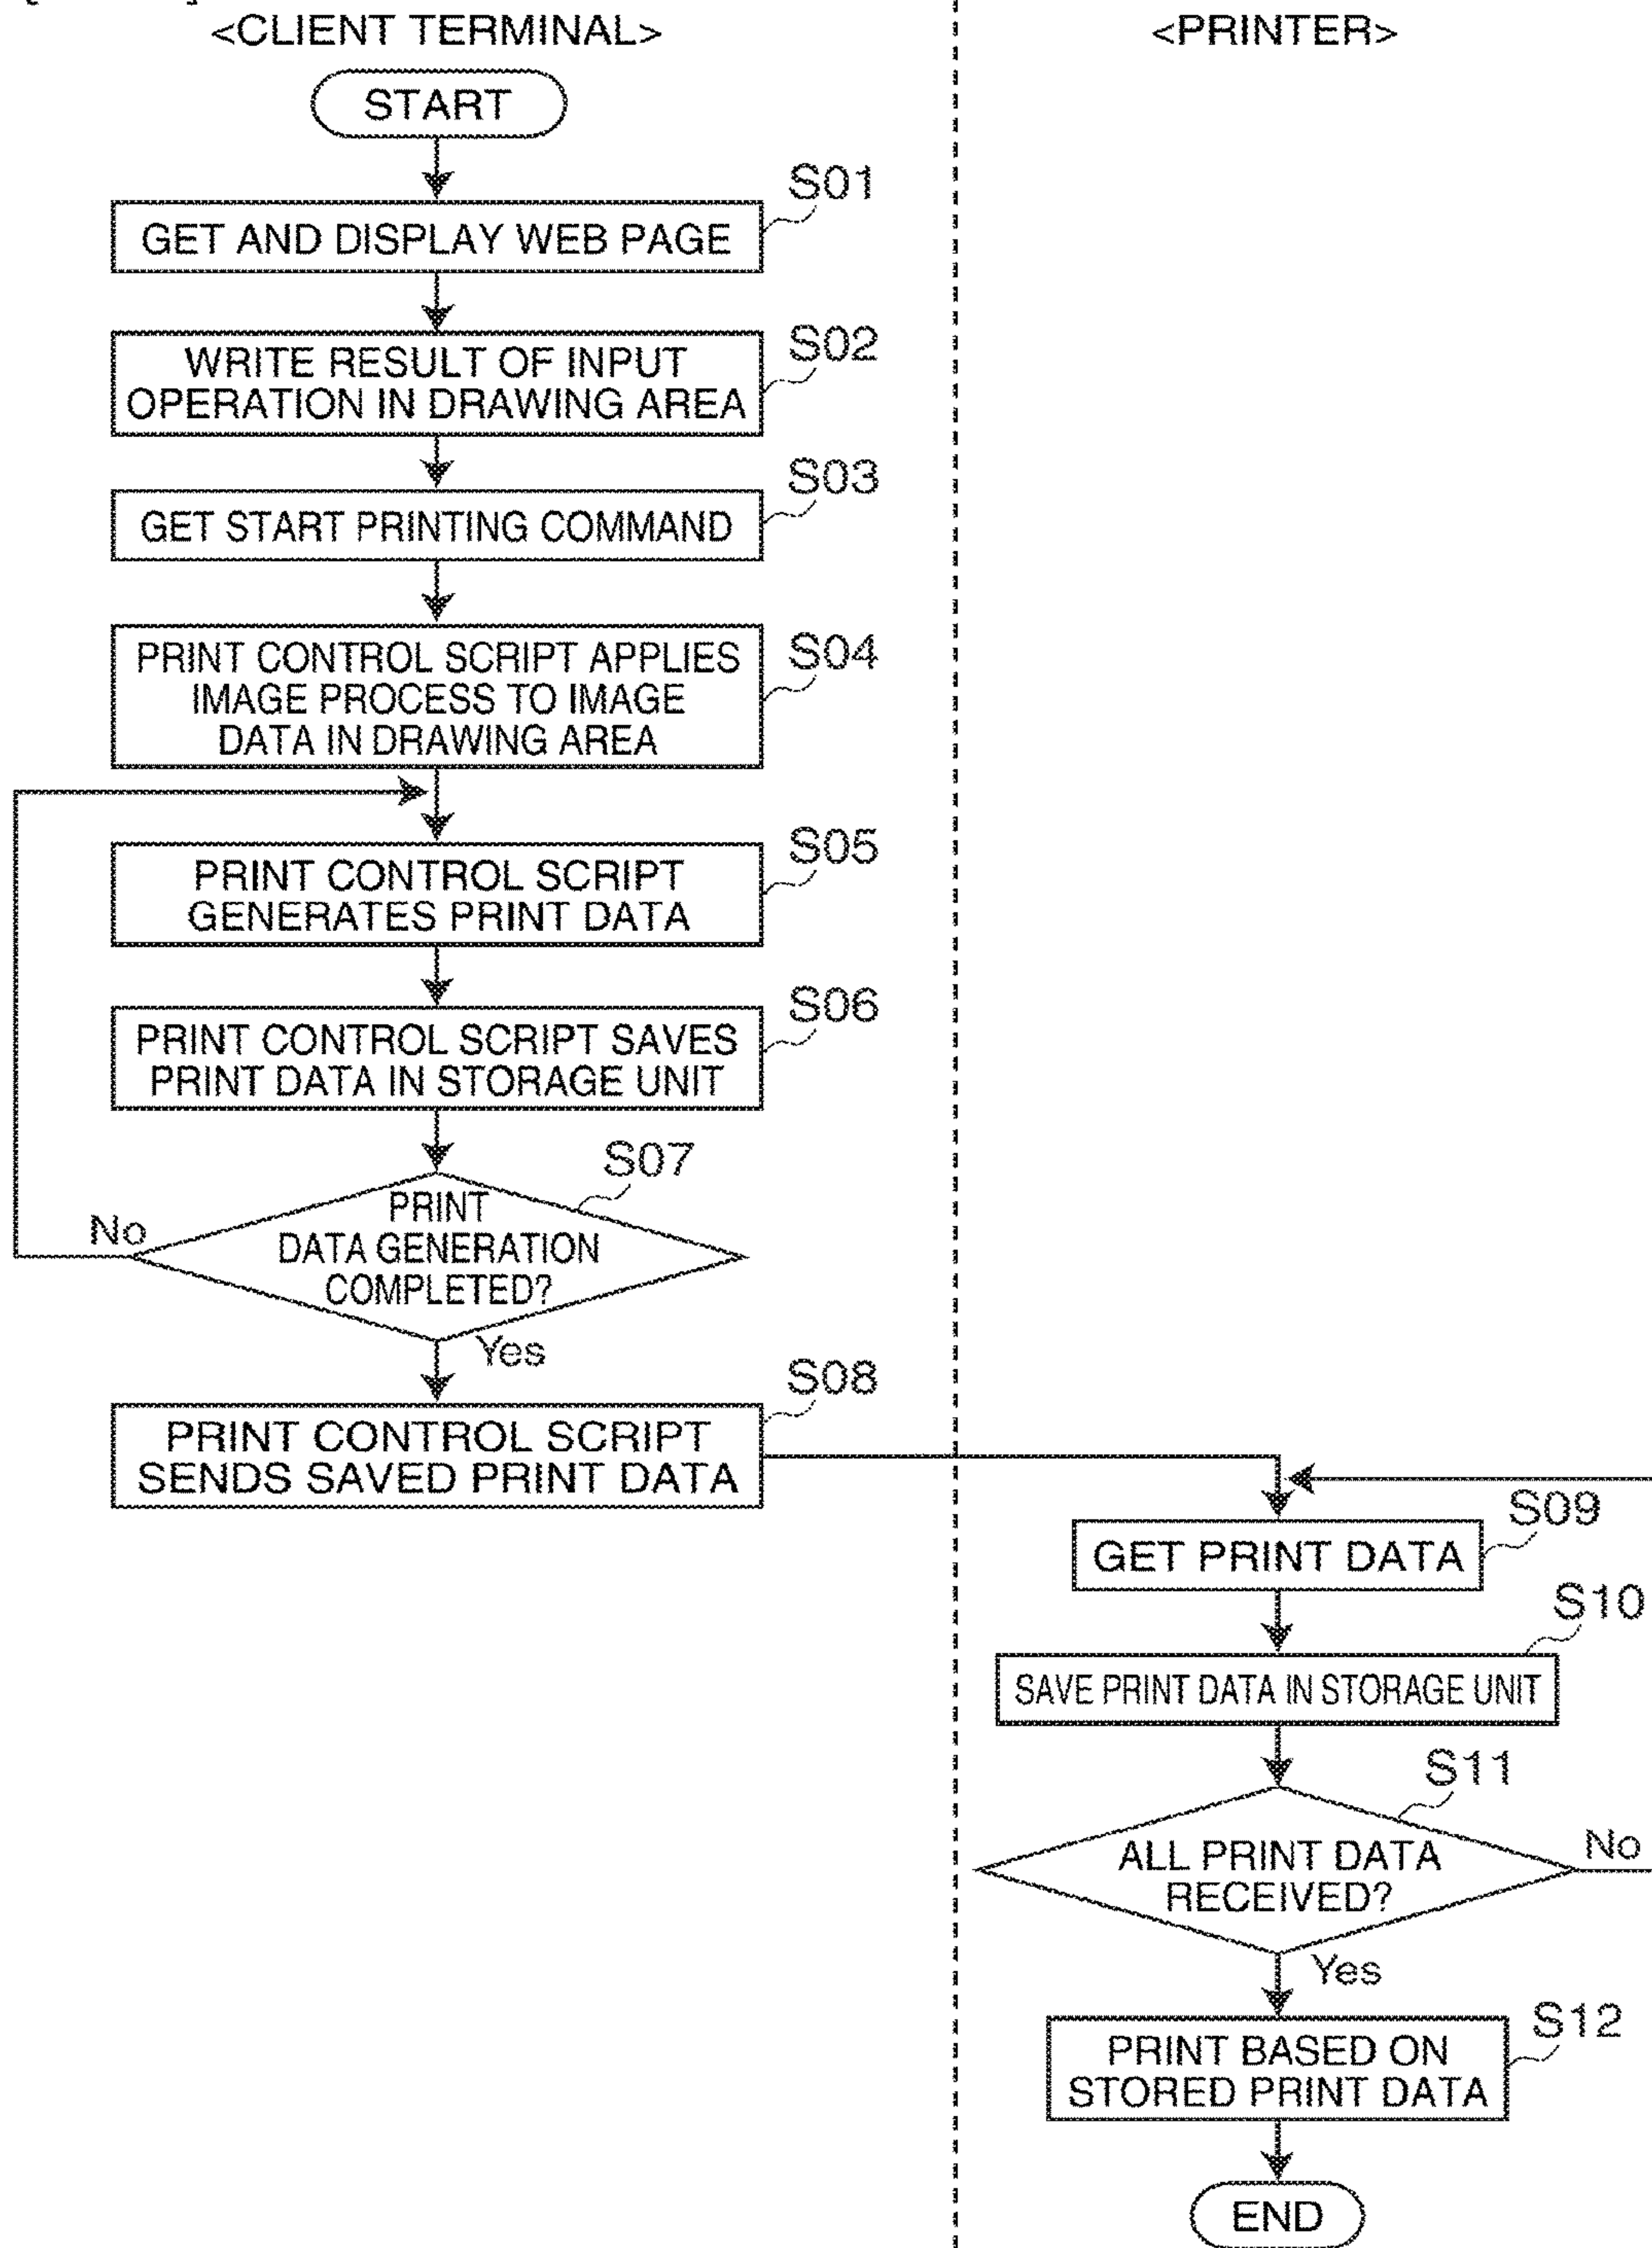 <CLIENT TERMINAL>
<PRINTER>
START
S01
GET AND DISPLAY WEB PAGE
S02
WRITE RESULT OF INPUT
OPERATION IN DRAWING AREA
S03
GET START PRINTING COMMAND
S04
PRINT CONTROL SCRIPT APPLIES
IMAGE PROCESS TO IMAGE
DATA IN DRAWING AREA
S05
PRINT CONTROL SCRIPT
GENERATES PRINT DATA
S06
PRINT CONTROL SCRIPT SAVES
PRINT DATA IN STORAGE UNIT
S07
PRINT
DATA GENERATION
COMPLETED?
No
Yes
S08
PRINT CONTROL SCRIPT
SENDS SAVED PRINT DATA
S09
GET PRINT DATA
S10
SAVE PRINT DATA IN STORAGE UNIT
S11
ALL PRINT DATA
RECEIVED?
No
Yes
S12
PRINT BASED ON
STORED PRINT DATA
END